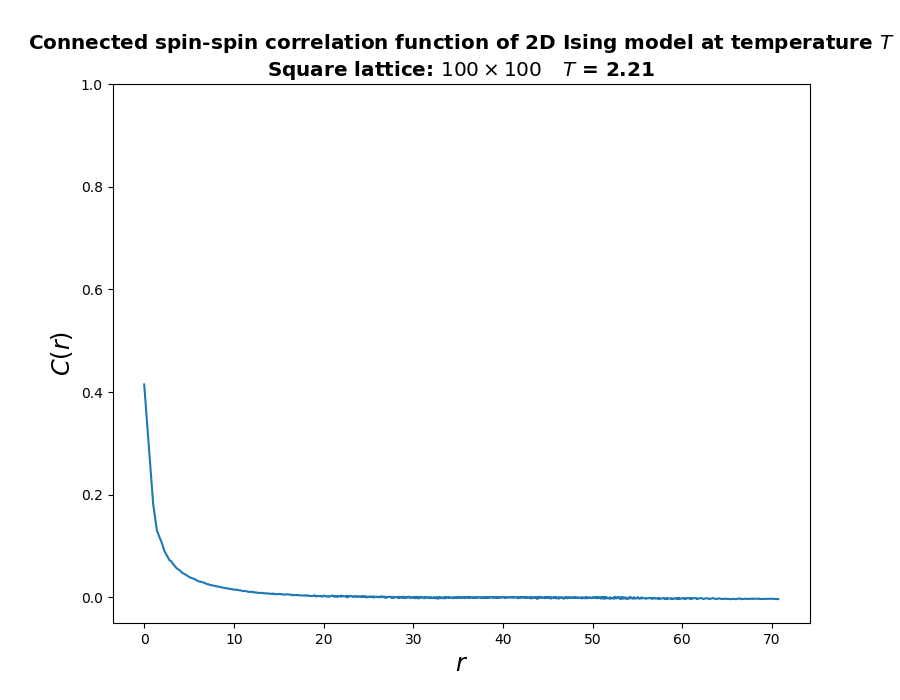 Connected spin-spin correlation function of 2D Ising model at temperature T
Square lattice: 100 × 100 T = 2.21
1.0
0.8
0.6
0.4
0.2
0.0
C(r)
0 10 20 30 40 50 60 70
r